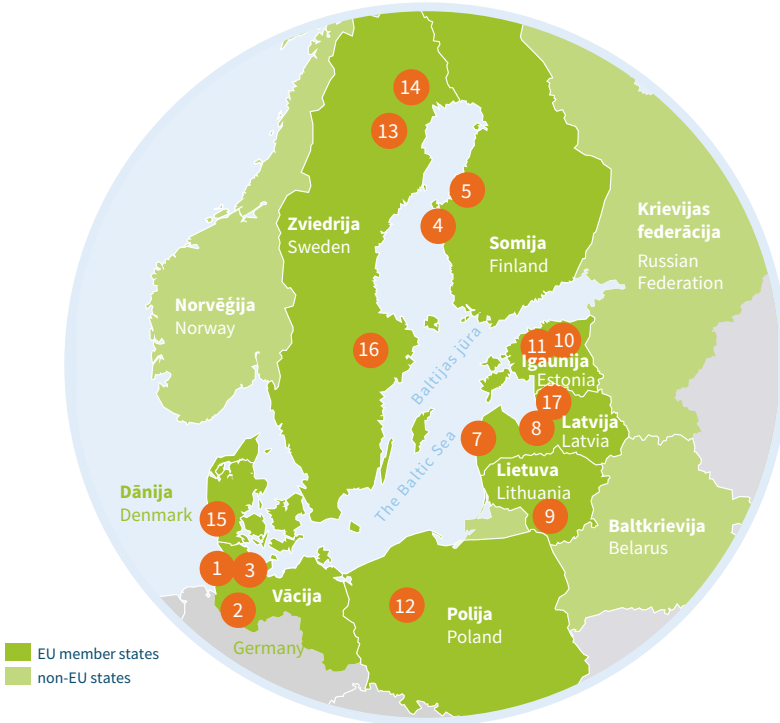 14
13
5
4
Zviedrija
Sweden
Somija
Finland
Krievijas
federācija
Russian
Federation
Norvēģija
Norway
16
Baltijas jūra
11
10
Igaunija
Estonia
17
8
Latvija
Latvia
7
The Baltic Sea
Lietuva
Lithuania
9
Dānija
Denmark
15
Baltkrievija
Belarus
1
3
2
Vācija
Germany
12
Polija
Poland
EU member states
non-EU states